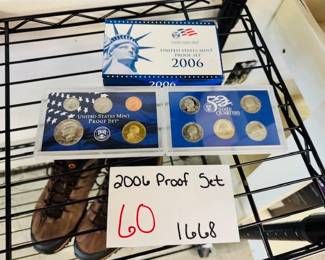 UNITED STATES MINT
PROOF SET
2006
2006
UNITED STATES MINT
PROOF SET
50
STATE
QUARTERS
2006 Proof Set
60
1668